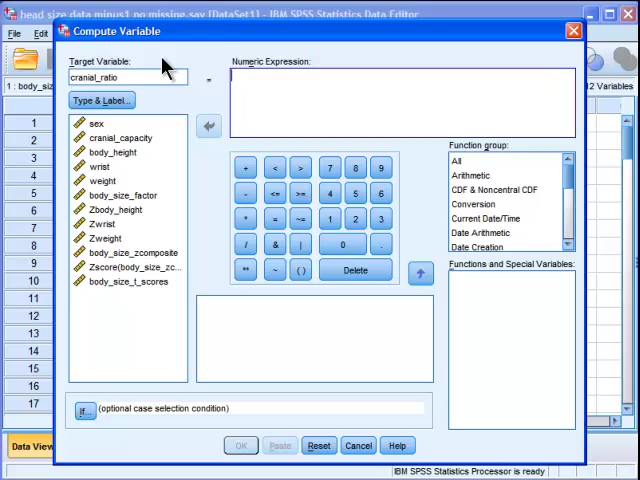 head size data minus1 no missing.sav [DataSet1] - IBM SPSS Statistics Data Editor
File Edit
Compute Variable
Target Variable:
cranial_ratio
=
Numeric Expression:
Type & Label...
1 : body_size
12 Variables
sex
cranial_capacity
body_height
wrist
weight
body_size_factor
Zbody_height
Zwrist
Zweight
body_size_zcomposite
Zscore(body_size_zc...
body_size_t_scores
1
2
3
4
5
6
7
8
9
10
11
12
13
14
15
16
17
+ < > 7 8 9
- <= >= 4 5 6
* = ~= 1 2 3
/ & | 0 .
** ~ ( ) Delete
Function group:
All
Arithmetic
CDF & Noncentral CDF
Conversion
Current Date/Time
Date Arithmetic
Date Creation
Functions and Special Variables:
If... (optional case selection condition)
OK Paste Reset Cancel Help
Data View
IBM SPSS Statistics Processor is ready